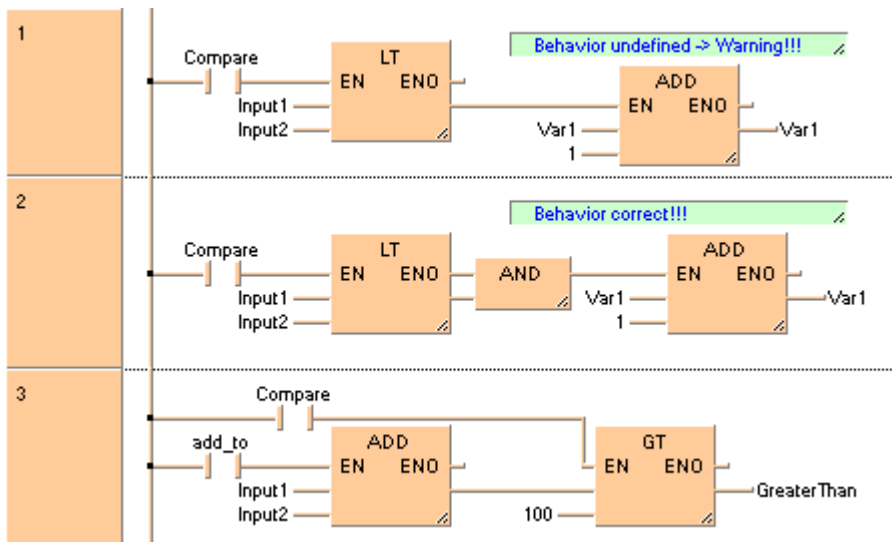 1
Behavior undefined -> Warning!!!
Compare
LT
EN ENO
Input1
Input2
ADD
EN ENO
Var1
1
Var1
2
Behavior correct!!!
Compare
LT
EN ENO
Input1
Input2
AND
ADD
EN ENO
Var1
1
Var1
3
Compare
add_to
ADD
EN ENO
Input1
Input2
GT
EN ENO
100
GreaterThan